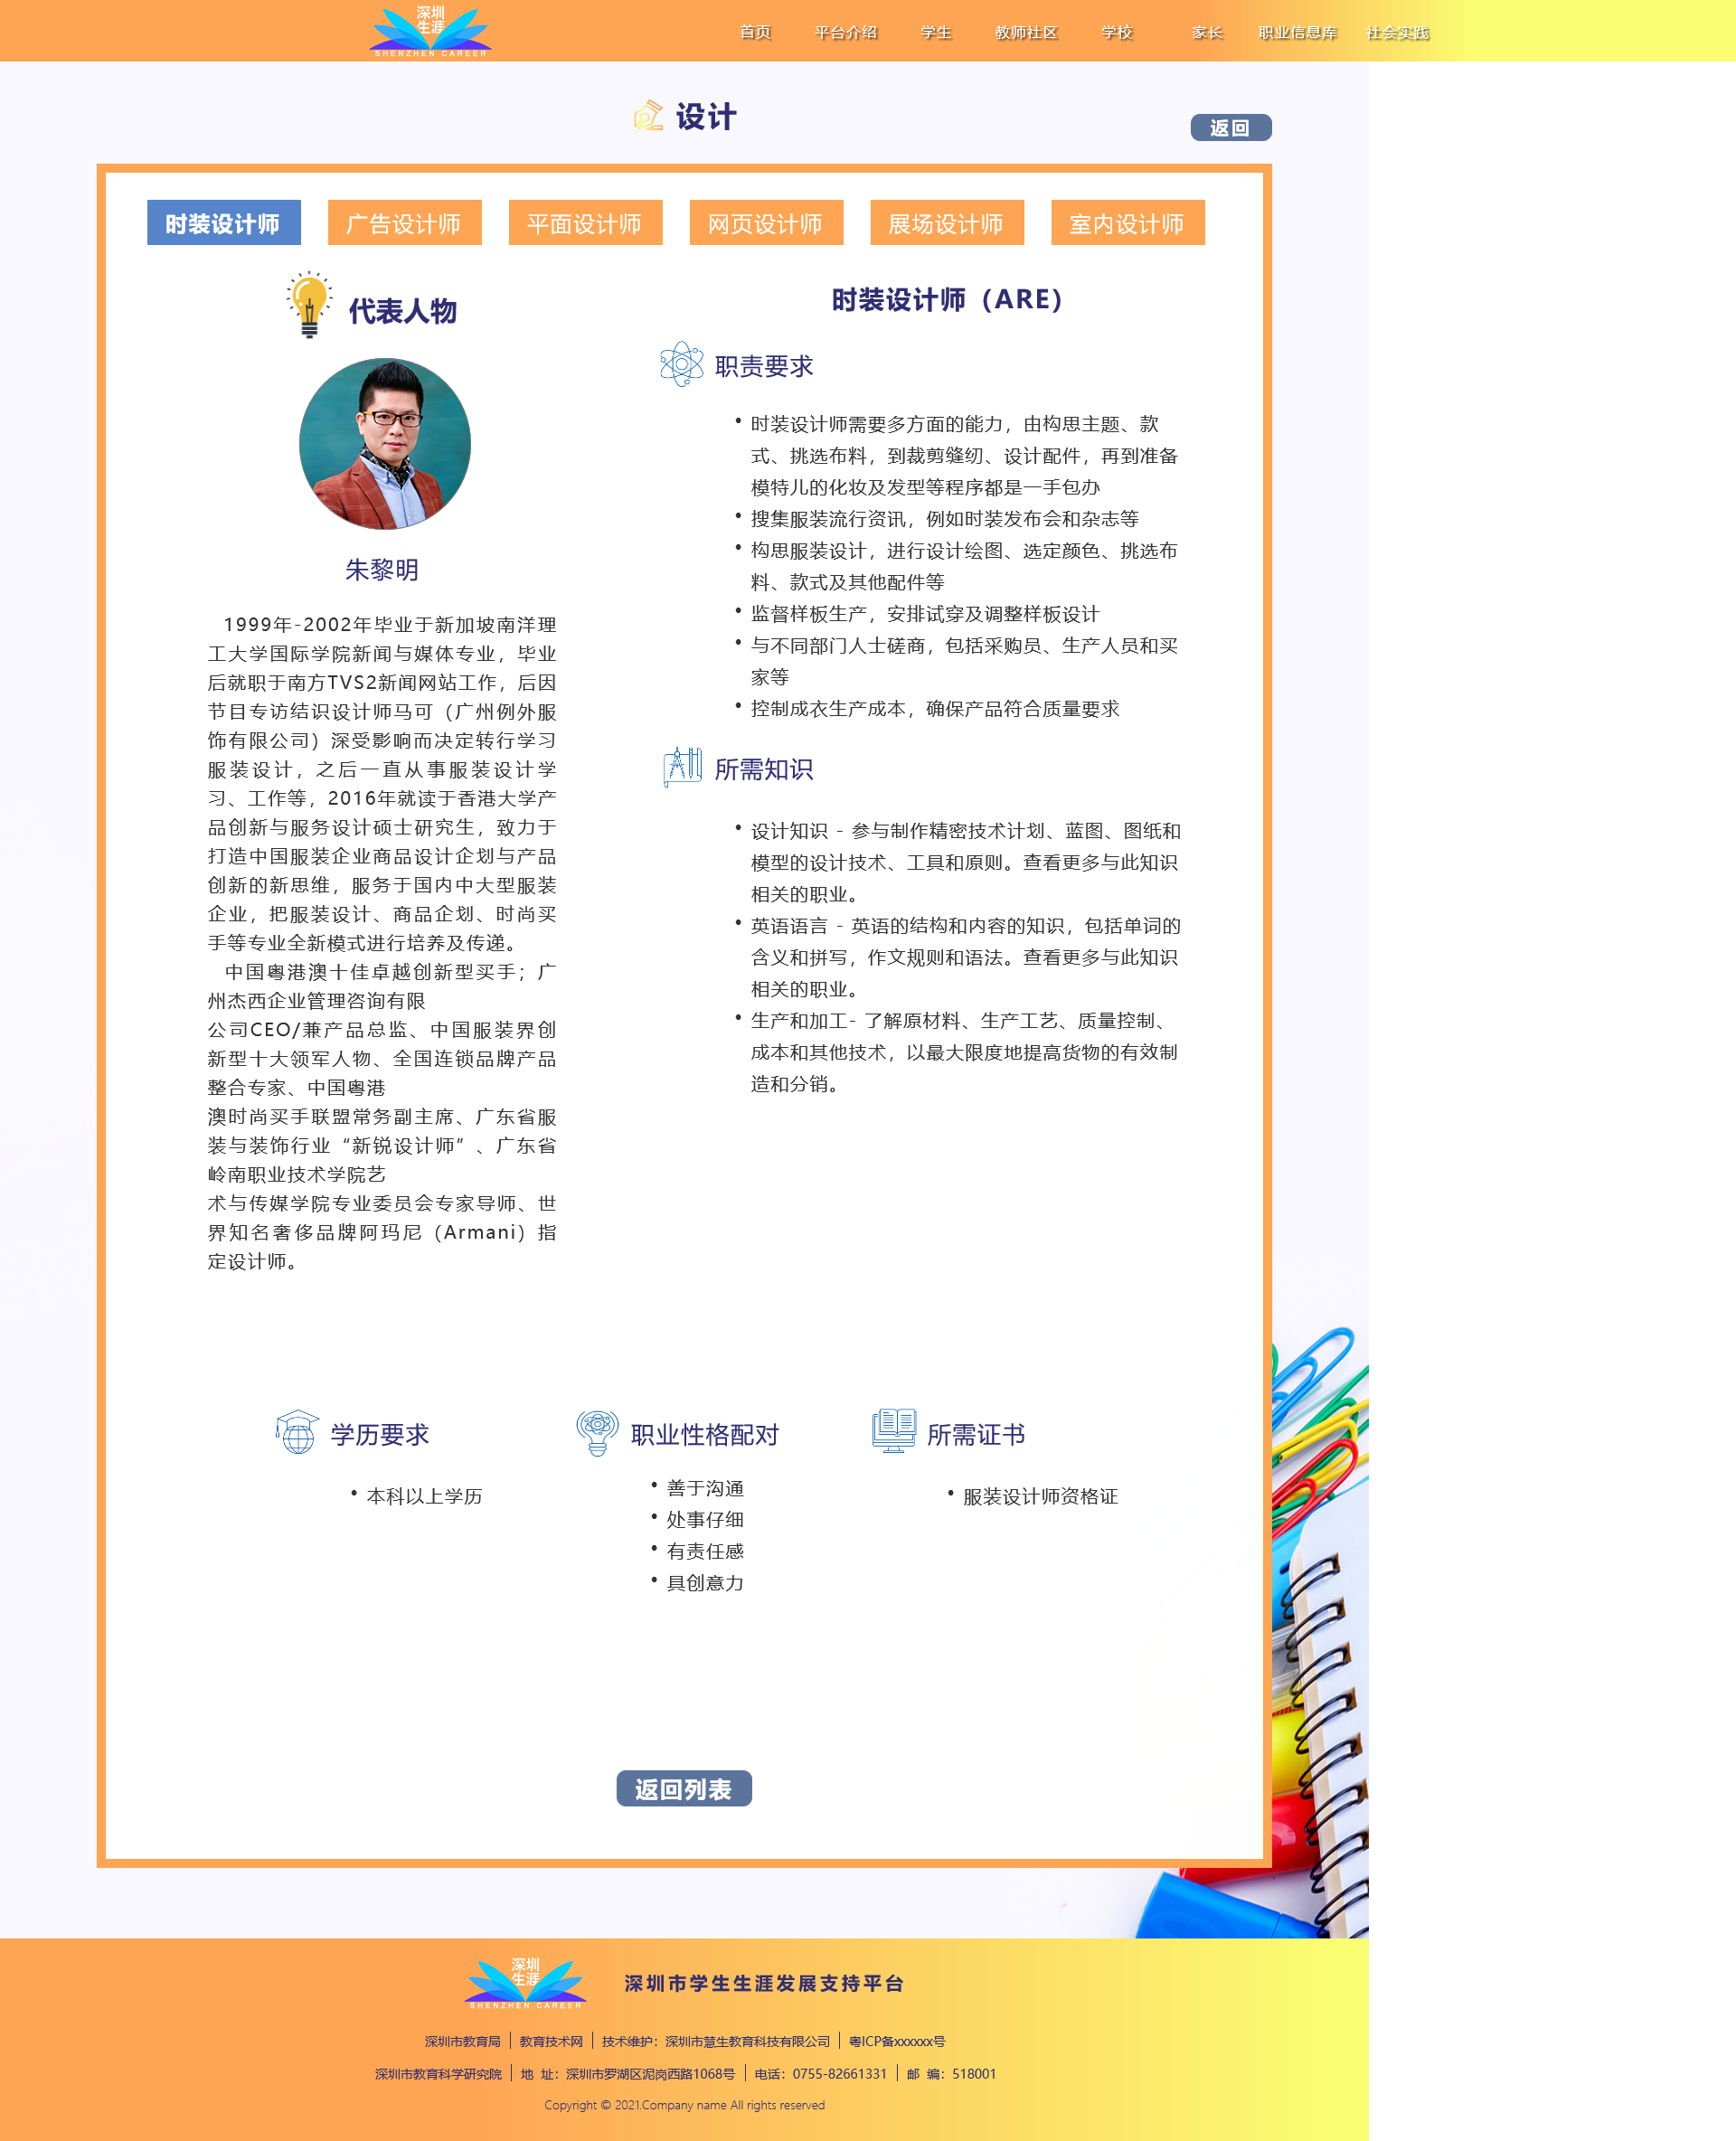 深圳
生涯
SHENZHEN CAREER
首页 平台介绍 学生 教师社区 学校 家长 职业信息库 社会实践
设计
返回
时装设计师 广告设计师 平面设计师 网页设计师 展场设计师 室内设计师
代表人物
朱黎明
1999年-2002年毕业于新加坡南洋理
工大学国际学院新闻与媒体专业，毕业
后就职于南方TVS2新闻网站工作，后因
节目专访结识设计师马可（广州例外服
饰有限公司）深受影响而决定转行学习
服装设计，之后一直从事服装设计学
习、工作等，2016年就读于香港大学产
品创新与服务设计硕士研究生，致力于
打造中国服装企业商品设计企划与产品
创新的新思维，服务于国内中大型服装
企业，把服装设计、商品企划、时尚买
手等专业全新模式进行培养及传递。
中国粤港澳十佳卓越创新型买手；广
州杰西企业管理咨询有限
公司CEO/兼产品总监、中国服装界创
新型十大领军人物、全国连锁品牌产品
整合专家、中国粤港
澳时尚买手联盟常务副主席、广东省服
装与装饰行业“新锐设计师”、广东省
岭南职业技术学院艺
术与传媒学院专业委员会专家导师、世
界知名奢侈品牌阿玛尼（Armani）指
定设计师。
时装设计师（ARE）
职责要求
• 时装设计师需要多方面的能力，由构思主题、款
式、挑选布料，到裁剪缝纫、设计配件，再到准备
模特儿的化妆及发型等程序都是一手包办
• 搜集服装流行资讯，例如时装发布会和杂志等
• 构思服装设计，进行设计绘图、选定颜色、挑选布
料、款式及其他配件等
• 监督样板生产，安排试穿及调整样板设计
• 与不同部门人士磋商，包括采购员、生产人员和买
家等
• 控制成衣生产成本，确保产品符合质量要求
所需知识
• 设计知识 - 参与制作精密技术计划、蓝图、图纸和
模型的设计技术、工具和原则。查看更多与此知识
相关的职业。
• 英语语言 - 英语的结构和内容的知识，包括单词的
含义和拼写，作文规则和语法。查看更多与此知识
相关的职业。
• 生产和加工- 了解原材料、生产工艺、质量控制、
成本和其他技术，以最大限度地提高货物的有效制
造和分销。
学历要求
• 本科以上学历
职业性格配对
• 善于沟通
• 处事仔细
• 有责任感
• 具创意力
所需证书
• 服装设计师资格证
返回列表
深圳
生涯
SHENZHEN CAREER
深圳市学生生涯发展支持平台
深圳市教育局 | 教育技术网 | 技术维护：深圳市慧生教育科技有限公司 | 粤ICP备xxxxxx号
深圳市教育科学研究院 | 地 址：深圳市罗湖区泥岗西路1068号 | 电话：0755-82661331 | 邮 编：518001
Copyright © 2021.Company name All rights reserved